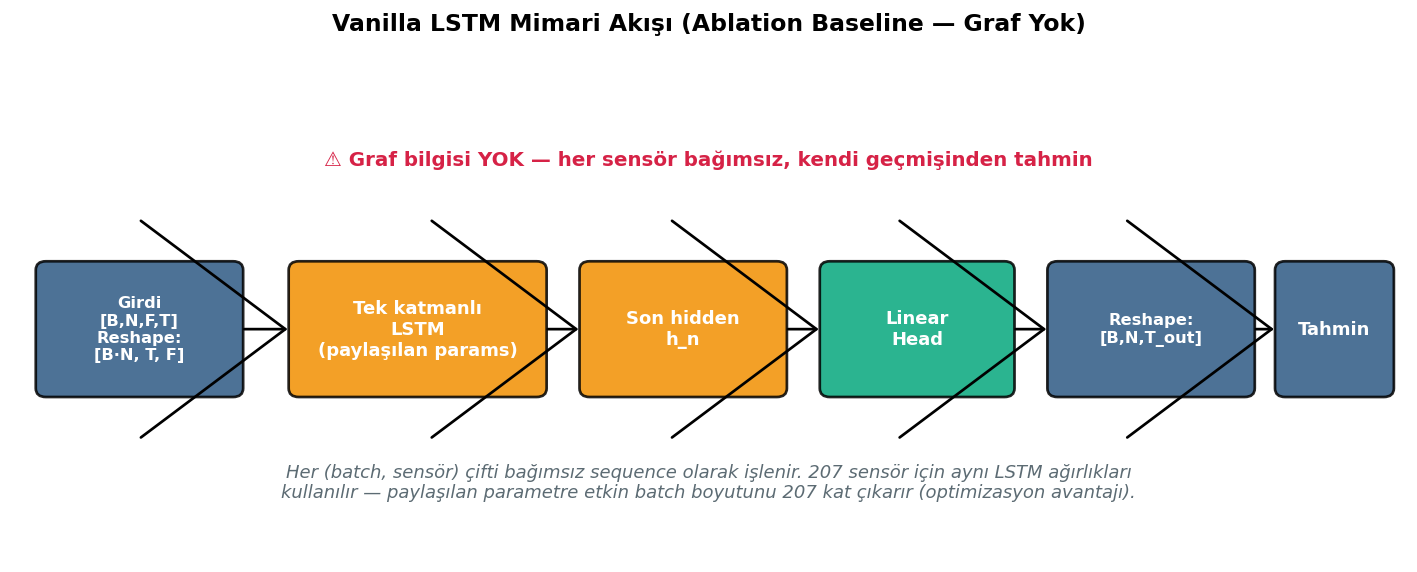 Vanilla LSTM Mimari Akışı (Ablation Baseline — Graf Yok)
⚠ Graf bilgisi YOK — her sensör bağımsız, kendi geçmişinden tahmin
Girdi
[B,N,F,T]
Reshape:
[B·N, T, F]
Tek katmanlı
LSTM
(paylaşılan params)
Son hidden
h_n
Linear
Head
Reshape:
[B,N,T_out]
Tahmin
Her (batch, sensör) çifti bağımsız sequence olarak işlenir. 207 sensör için aynı LSTM ağırlıkları
kullanılır — paylaşılan parametre etkin batch boyutunu 207 kat çıkarır (optimizasyon avantajı).